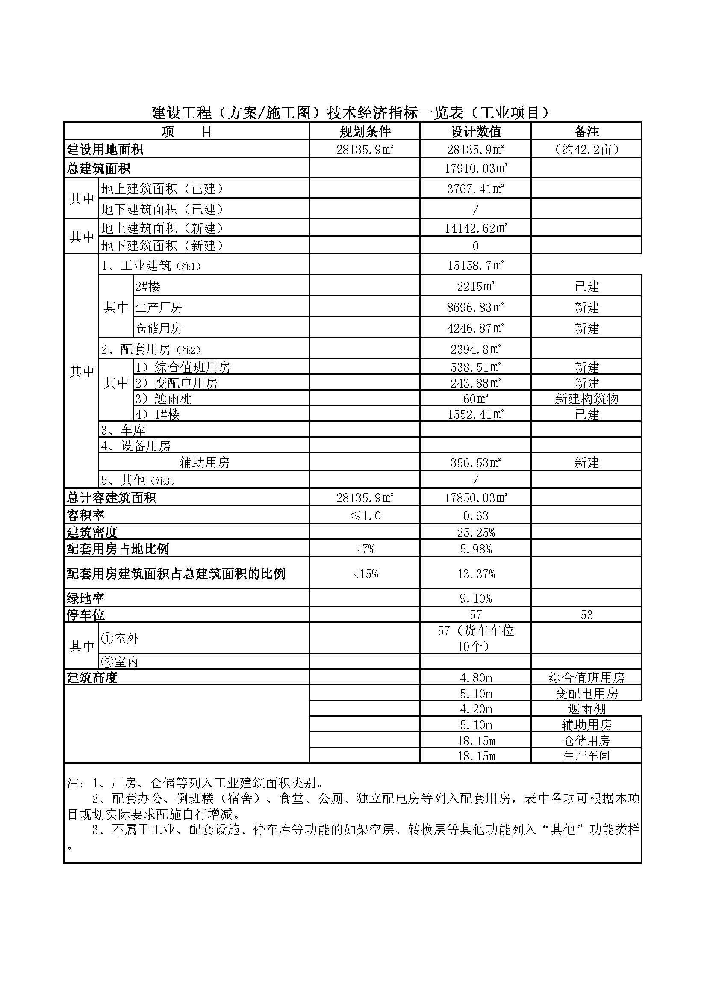 建设工程（方案/施工图）技术经济指标一览表（工业项目）
项 目 规划条件 设计数值 备注
建设用地面积 28135.9㎡ 28135.9㎡ （约42.2亩）
总建筑面积 17910.03㎡
其中
地上建筑面积（已建） 3767.41㎡
地下建筑面积（已建） /
其中
地上建筑面积（新建） 14142.62㎡
地下建筑面积（新建） 0
其中
1、工业建筑（注1） 15158.7㎡
其中
2#楼 2215㎡ 已建
生产厂房 8696.83㎡ 新建
仓储用房 4246.87㎡ 新建
2、配套用房（注2） 2394.8㎡
其中
1）综合值班用房 538.51㎡ 新建
2）变配电用房 243.88㎡ 新建
3）遮雨棚 60㎡ 新建构筑物
4）1#楼 1552.41㎡ 已建
3、车库
4、设备用房
辅助用房 356.53㎡ 新建
5、其他（注3） /
总计容建筑面积 28135.9㎡ 17850.03㎡
容积率 ≤1.0 0.63
建筑密度 25.25%
配套用房占地比例 <7% 5.98%
配套用房建筑面积占总建筑面积的比例 <15% 13.37%
绿地率 9.10%
停车位 57 53
其中
①室外 57（货车车位
10个）
②室内
建筑高度 4.80m 综合值班用房
5.10m 变配电用房
4.20m 遮雨棚
5.10m 辅助用房
18.15m 仓储用房
18.15m 生产车间
注：1、厂房、仓储等列入工业建筑面积类别。
2、配套办公、倒班楼（宿舍）、食堂、公厕、独立配电房等列入配套用房，表中各项可根据本项
目规划实际要求配施自行增减。
3、不属于工业、配套设施、停车库等功能的如架空层、转换层等其他功能列入“其他”功能类栏
。